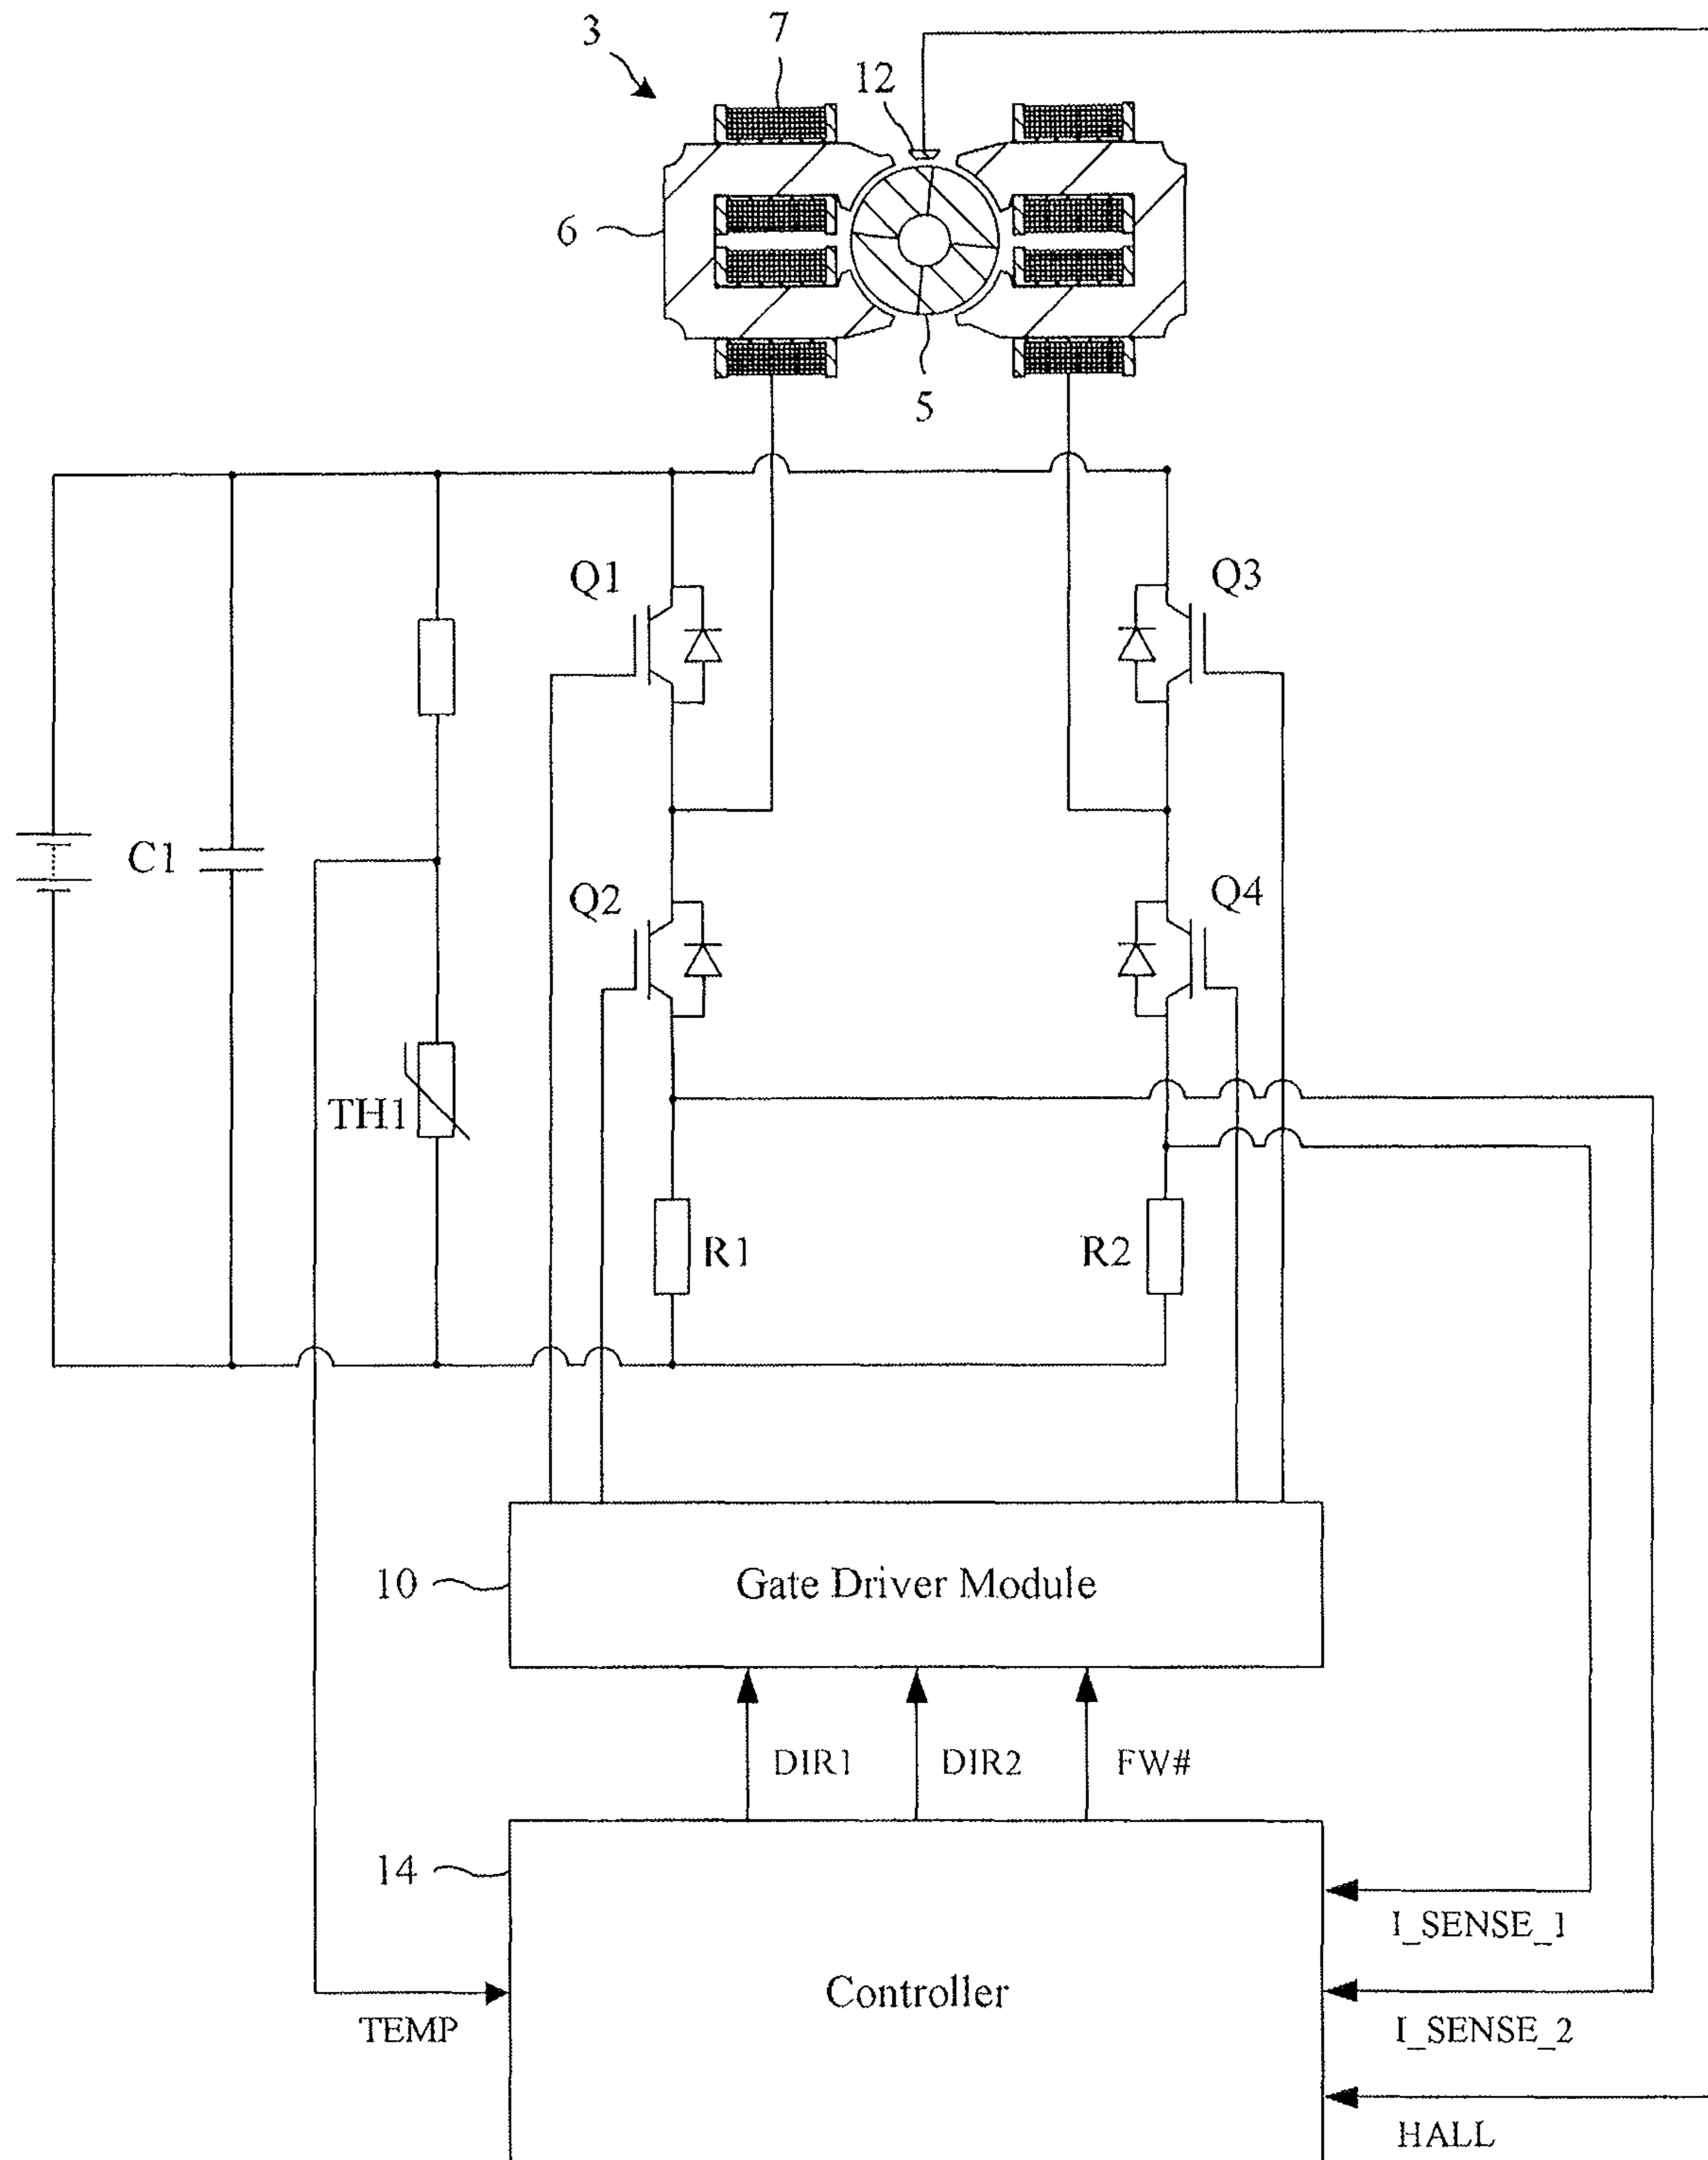 3
7
12
6
5
Q1
Q3
C1
Q2
Q4
TH1
R1
R2
10
Gate Driver Module
DIR1
DIR2
FW#
14
I_SENSE_1
Controller
TEMP
I_SENSE_2
HALL